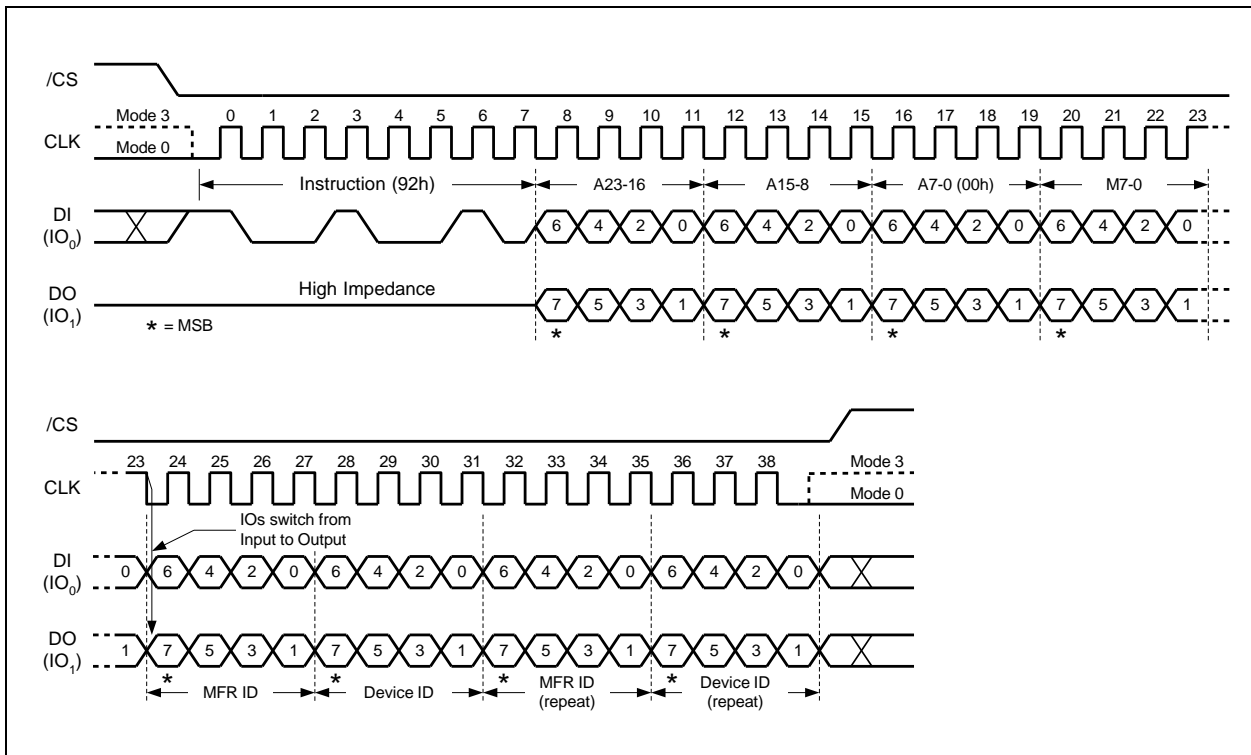 /CS
Mode 3 0 1 2 3 4 5 6 7 8 9 10 11 12 13 14 15 16 17 18 19 20 21 22 23
CLK
Mode 0
Instruction (92h) A23-16 A15-8 A7-0 (00h) M7-0
DI
(IO0)
6 4 2 0 6 4 2 0 6 4 2 0 6 4 2 0
High Impedance
DO
(IO1)
7 5 3 1 7 5 3 1 7 5 3 1 7 5 3 1
* = MSB
* * * *
/CS
23 24 25 26 27 28 29 30 31 32 33 34 35 36 37 38 Mode 3
CLK
Mode 0
IOs switch from
Input to Output
DI
(IO0)
0 6 4 2 0 6 4 2 0 6 4 2 0 6 4 2 0
DO
(IO1)
1 7 5 3 1 7 5 3 1 7 5 3 1 7 5 3 1
* * * *
MFR ID Device ID MFR ID
(repeat)
Device ID
(repeat)